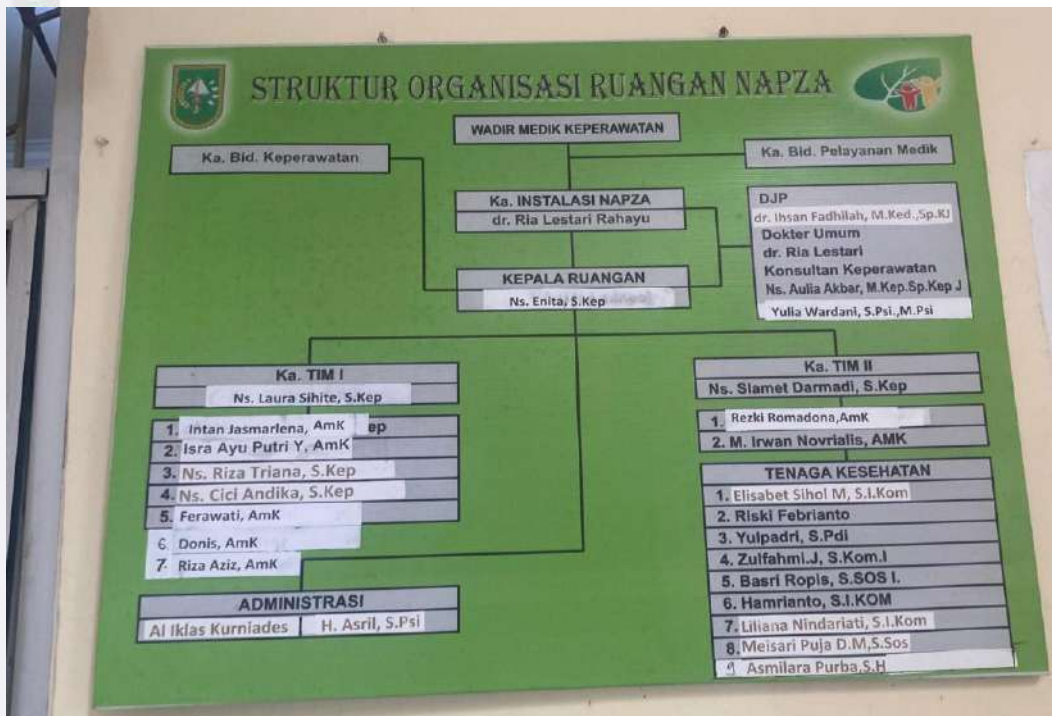 STRUKTUR ORGANISASI RUANGAN NAPZA
WADIR MEDIK KEPERAWATAN
Ka. Bid. Keperawatan
Ka. Bid. Pelayanan Medik
Ka. INSTALASI NAPZA
dr. Ria Lestari Rahayu
DJP
dr. Ihsan Fadhilah, M.Ked.,Sp.KJ
Dokter Umum
dr. Ria Lestari
Konsultan Keperawatan
Ns. Aulia Akbar, M.Kep.Sp.Kep J
Yulia Wardani, S.Psi.,M.Psi
KEPALA RUANGAN
Ns. Enita, S.Kep
Ka. TIM I
Ns. Laura Sihite, S.Kep
1. Intan Jasmarlena, AmK ep
2. Isra Ayu Putri Y, AmK
3. Ns. Riza Triana, S.Kep
4. Ns. Cici Andika, S.Kep
5. Ferawati, AmK
6 Donis, AmK
7. Riza Aziz, AmK
ADMINISTRASI
Al Iklas Kurniades H. Asril, S.Psi
Ka. TIM II
Ns. Slamet Darmadi, S.Kep
1. Rezki Romadona,AmK
2. M. Irwan Novrialis, AMK
TENAGA KESEHATAN
1. Elisabet Sihol M, S.I.Kom
2. Riski Febrianto
3. Yulpadri, S.Pdi
4. Zulfahmi.J, S.Kom.I
5. Basri Ropis, S.SOS I.
6. Hamrianto, S.I.KOM
7. Liliana Nindariati, S.I.Kom
8. Meisari Puja D.M,S.Sos
9 Asmilara Purba,S.H